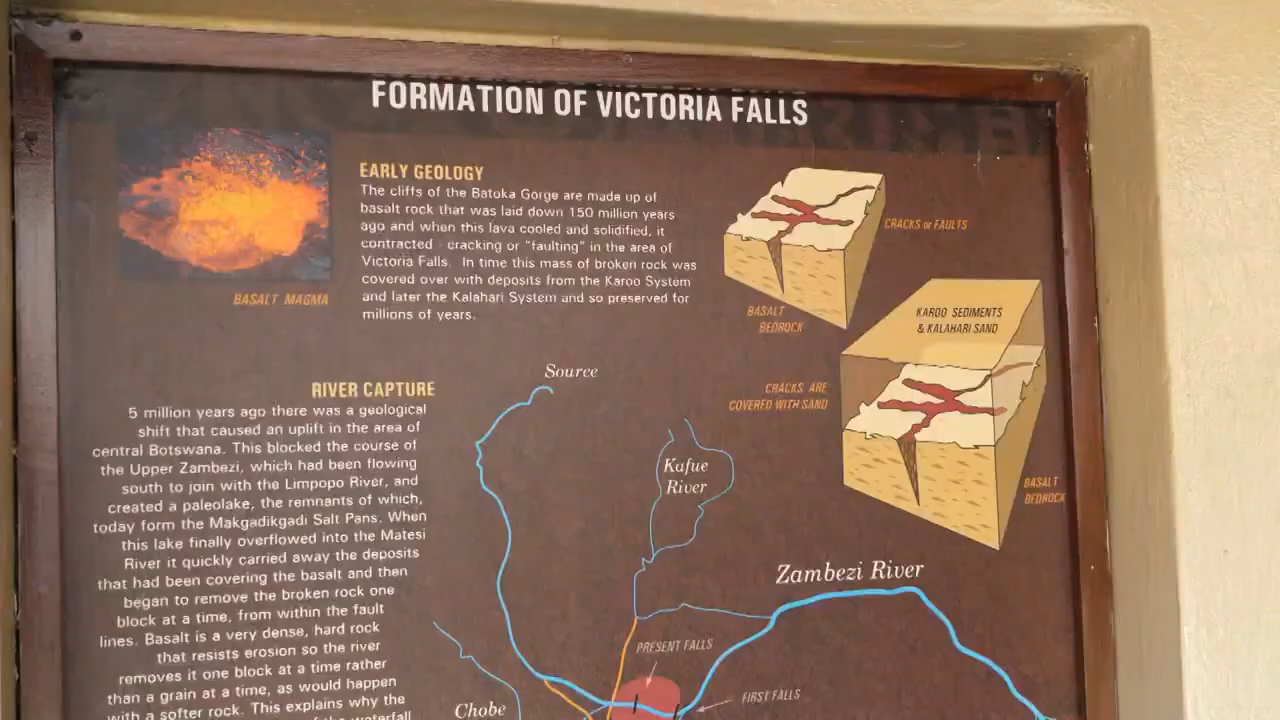 FORMATION OF VICTORIA FALLS
EARLY GEOLOGY
The cliffs of the Batoka Gorge are made up of
basalt rock that was laid down 150 million years
ago and when this lava cooled and solidified, it
contracted - cracking or "faulting" in the area of
Victoria Falls. In time this mass of broken rock was
covered over with deposits from the Karoo System
and later the Kalahari System and so preserved for
millions of years.
BASALT MAGMA
CRACKS or FAULTS
BASALT
BEDROCK
KAROO SEDIMENTS
& KALAHARI SAND
CRACKS ARE
COVERED WITH SAND
BASALT
BEDROCK
RIVER CAPTURE
5 million years ago there was a geological
shift that caused an uplift in the area of
central Botswana. This blocked the course of
the Upper Zambezi, which had been flowing
south to join with the Limpopo River, and
created a paleolake, the remnants of which,
today form the Makgadikgadi Salt Pans. When
this lake finally overflowed into the Matesi
River it quickly carried away the deposits
that had been covering the basalt and then
began to remove the broken rock one
block at a time, from within the fault
lines. Basalt is a very dense, hard rock
that resists erosion so the river
removes it one block at a time rather
than a grain at a time, as would happen
with a softer rock. This explains why the
of the waterfall
Source
Kafue
River
Zambezi River
PRESENT FALLS
FIRST FALLS
Chobe